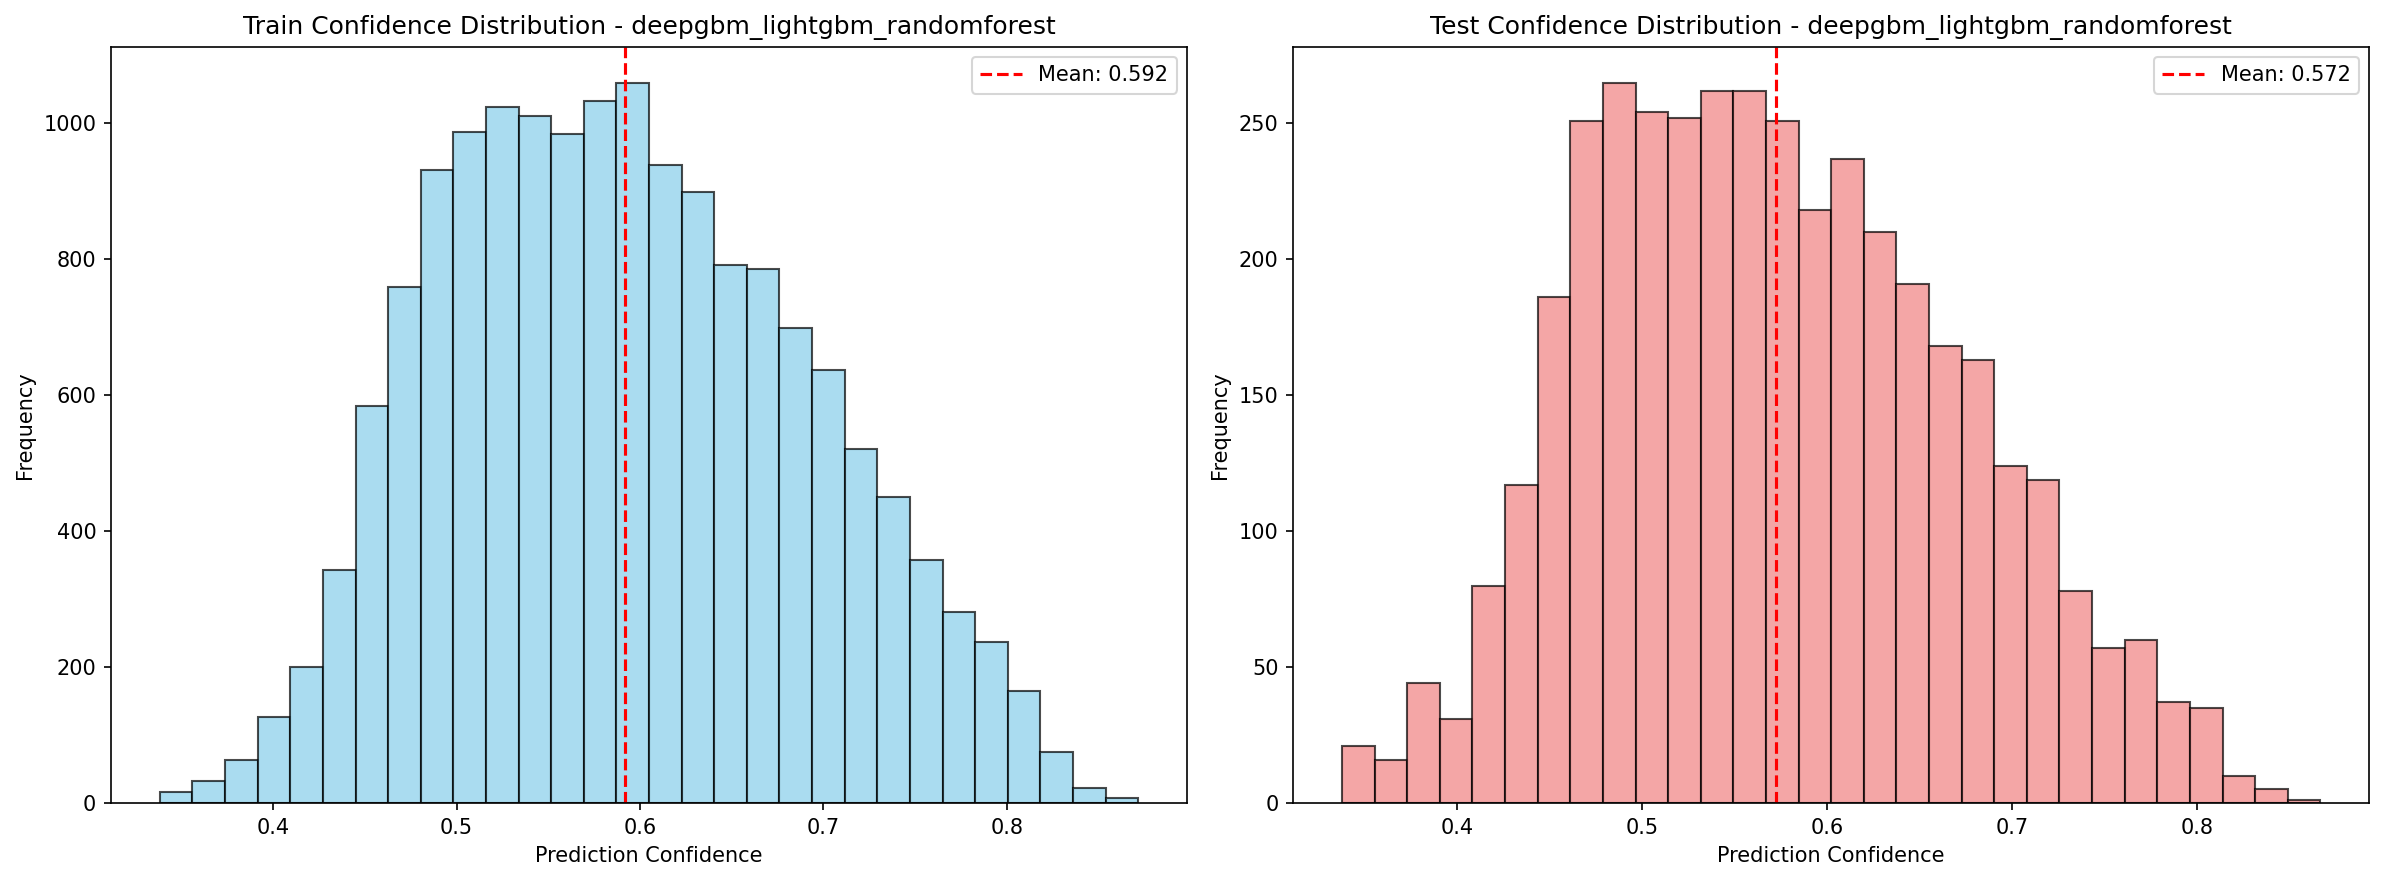 Train Confidence Distribution - deepgbm_lightgbm_randomforest
Mean: 0.592
Frequency
1000
800
600
400
200
0
0.4 0.5 0.6 0.7 0.8
Prediction Confidence
Test Confidence Distribution - deepgbm_lightgbm_randomforest
Mean: 0.572
Frequency
250
200
150
100
50
0
0.4 0.5 0.6 0.7 0.8
Prediction Confidence